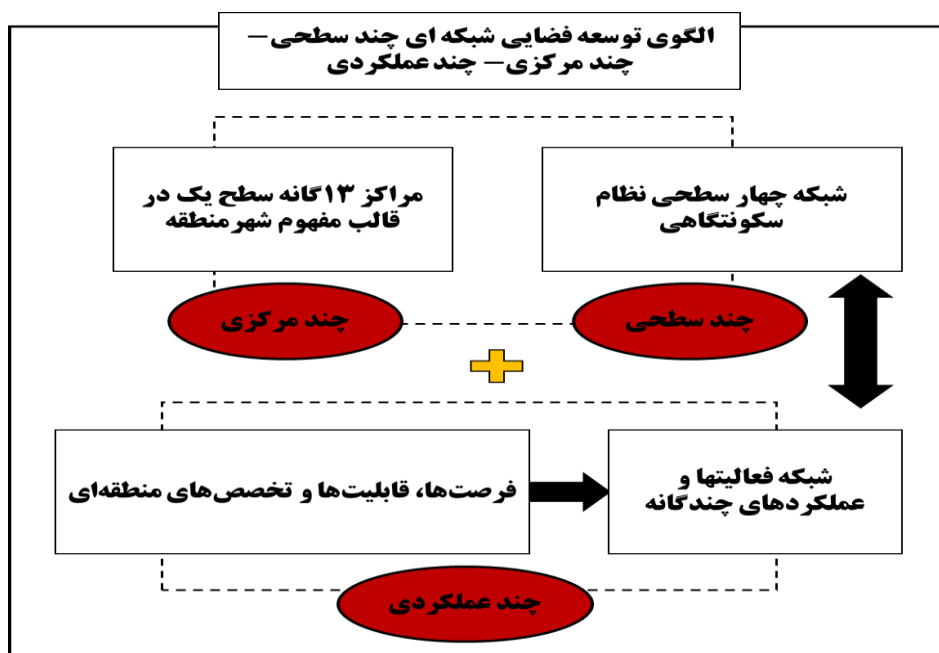 الگوی توسعه فضایی شبکه ای چند سطحی–
چند مرکزی– چند عملکردی
شبکه چهار سطحی نظام
سکونتگاهی
مراکز ۱۳گانه سطح یک در
قالب مفهوم شهر منطقه
چند سطحی
چند مرکزی
شبکه فعالیتها و
عملکردهای چندگانه
فرصت‌ها، قابلیت‌ها و تخصص‌های منطقه‌ای
چند عملکردی